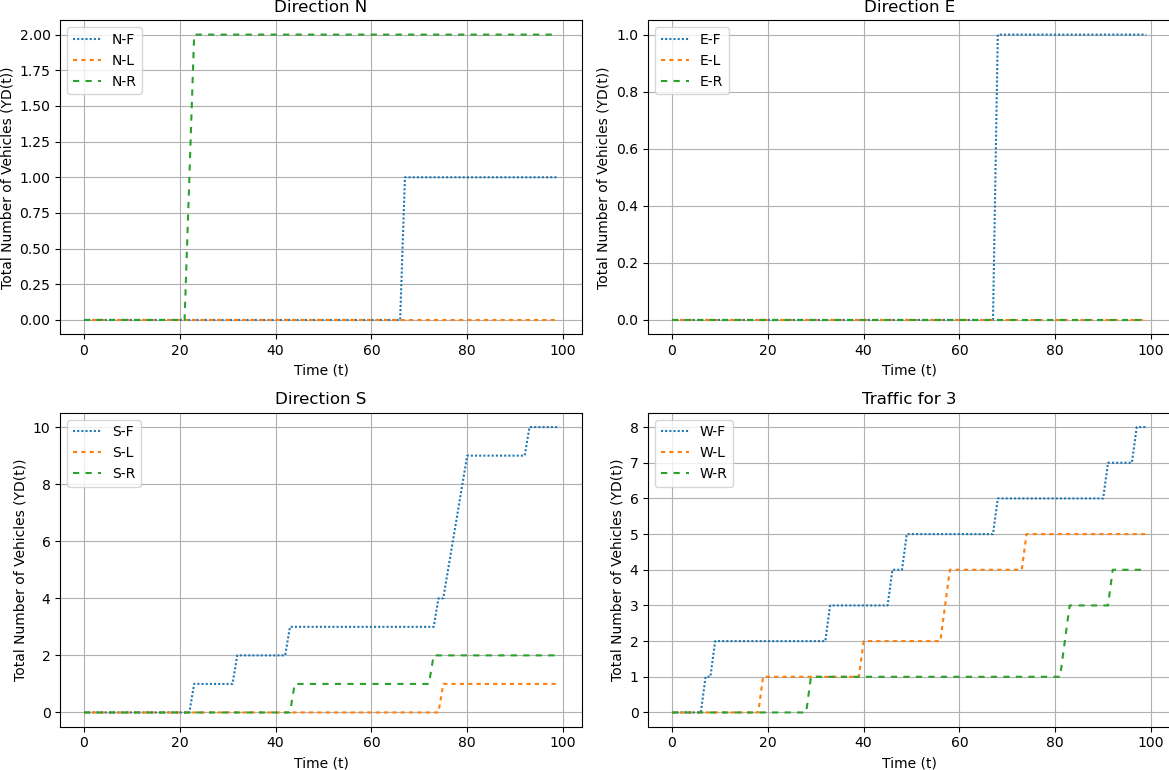 Direction N
Total Number of Vehicles (YD(t))
2.00
1.75
1.50
1.25
1.00
0.75
0.50
0.25
0.00
N-F
N-L
N-R
0 20 40 60 80 100
Time (t)
Direction E
Total Number of Vehicles (YD(t))
1.0
0.8
0.6
0.4
0.2
0.0
E-F
E-L
E-R
0 20 40 60 80 100
Time (t)
Direction S
Total Number of Vehicles (YD(t))
10
8
6
4
2
0
S-F
S-L
S-R
0 20 40 60 80 100
Time (t)
Traffic for 3
Total Number of Vehicles (YD(t))
8
7
6
5
4
3
2
1
0
W-F
W-L
W-R
0 20 40 60 80 100
Time (t)